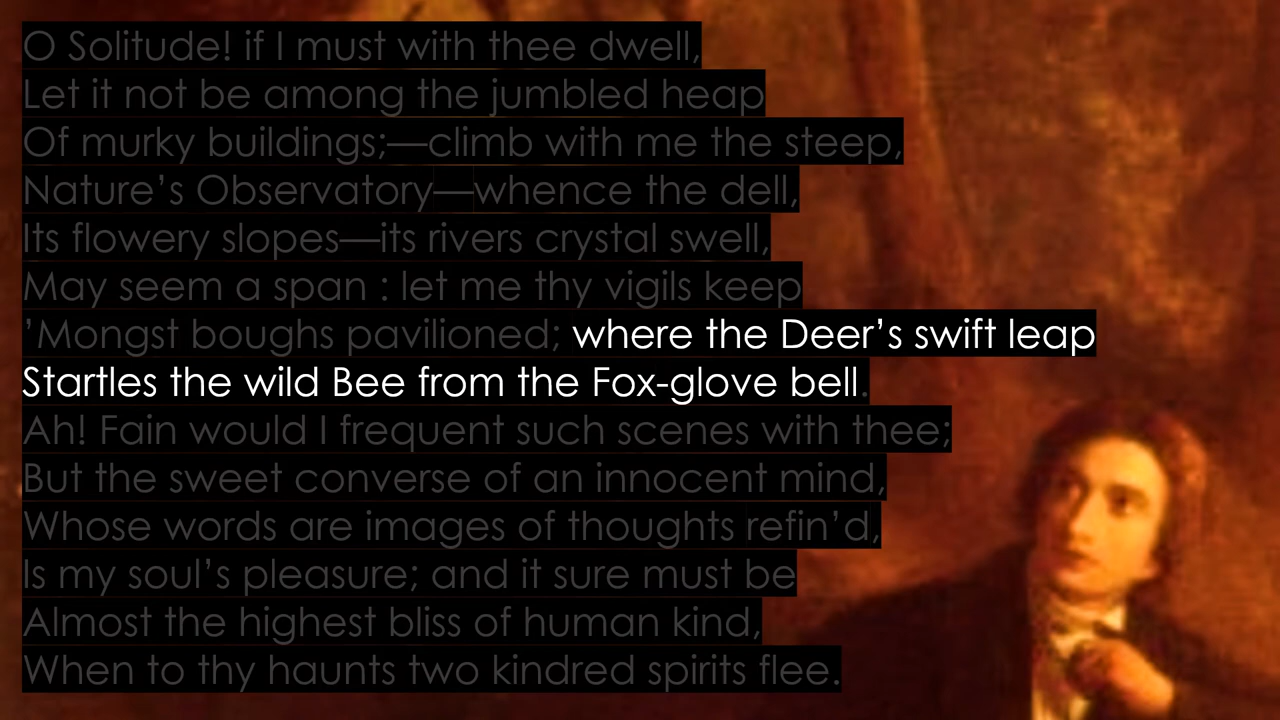 O Solitude! if I must with thee dwell,
Let it not be among the jumbled heap
Of murky buildings;—climb with me the steep,
Nature’s Observatory—whence the dell,
Its flowery slopes—its rivers crystal swell,
May seem a span : let me thy vigils keep
’Mongst boughs pavilioned; where the Deer’s swift leap
Startles the wild Bee from the Fox-glove bell.
Ah! Fain would I frequent such scenes with thee;
But the sweet converse of an innocent mind,
Whose words are images of thoughts refin’d,
Is my soul’s pleasure; and it sure must be
Almost the highest bliss of human kind,
When to thy haunts two kindred spirits flee.